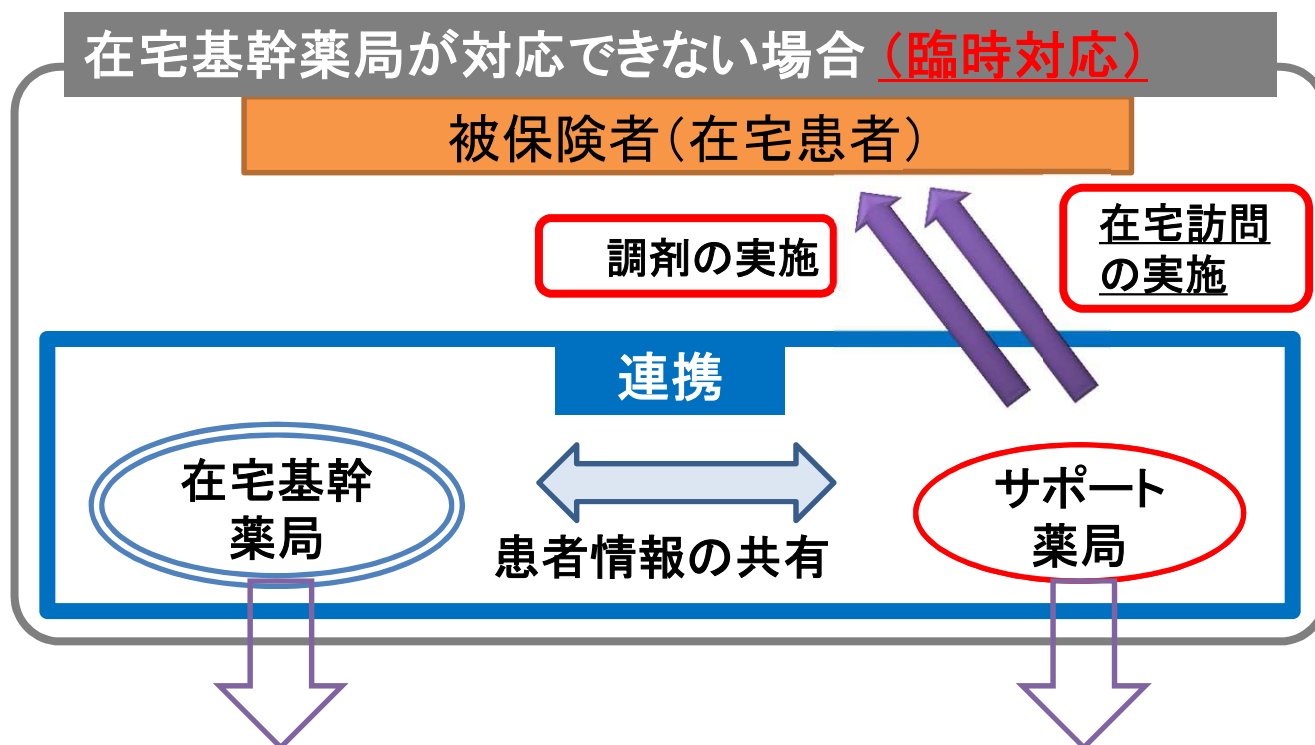 在宅基幹薬局が対応できない場合（臨時対応）
被保険者（在宅患者）
調剤の実施
在宅訪問
の実施
連携
在宅基幹
薬局
患者情報の共有
サポート
薬局